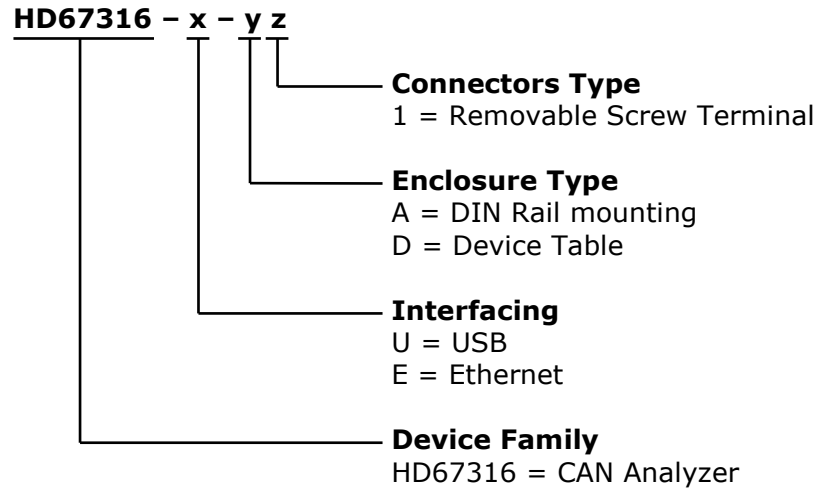 HD67316 – x – y z
Connectors Type
1 = Removable Screw Terminal
Enclosure Type
A = DIN Rail mounting
D = Device Table
Interfacing
U = USB
E = Ethernet
Device Family
HD67316 = CAN Analyzer